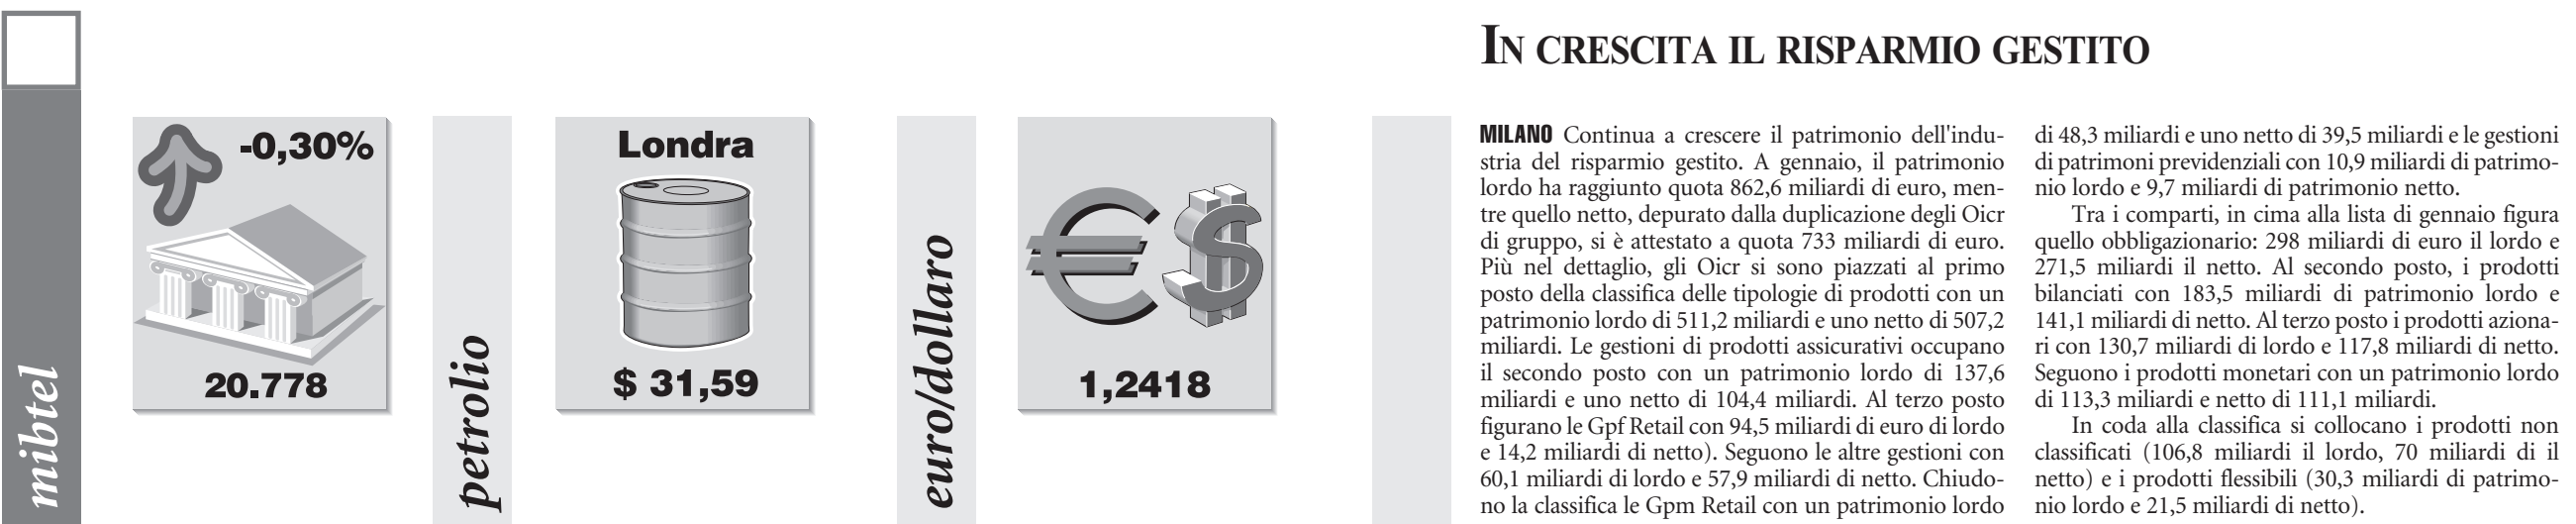 mibtel
-0,30%
20.778
petrolio
Londra
$ 31,59
euro/dollaro
€ $
1,2418
IN CRESCITA IL RISPARMIO GESTITO
MILANO Continua a crescere il patrimonio dell'indu-
stria del risparmio gestito. A gennaio, il patrimonio
lordo ha raggiunto quota 862,6 miliardi di euro, men-
tre quello netto, depurato dalla duplicazione degli Oicr
di gruppo, si è attestato a quota 733 miliardi di euro.
Più nel dettaglio, gli Oicr si sono piazzati al primo
posto della classifica delle tipologie di prodotti con un
patrimonio lordo di 511,2 miliardi e uno netto di 507,2
miliardi. Le gestioni di prodotti assicurativi occupano
il secondo posto con un patrimonio lordo di 137,6
miliardi e uno netto di 104,4 miliardi. Al terzo posto
figurano le Gpf Retail con 94,5 miliardi di euro di lordo
e 14,2 miliardi di netto). Seguono le altre gestioni con
60,1 miliardi di lordo e 57,9 miliardi di netto. Chiudo-
no la classifica le Gpm Retail con un patrimonio lordo
di 48,3 miliardi e uno netto di 39,5 miliardi e le gestioni
di patrimoni previdenziali con 10,9 miliardi di patrimo-
nio lordo e 9,7 miliardi di patrimonio netto.
Tra i comparti, in cima alla lista di gennaio figura
quello obbligazionario: 298 miliardi di euro il lordo e
271,5 miliardi il netto. Al secondo posto, i prodotti
bilanciati con 183,5 miliardi di patrimonio lordo e
141,1 miliardi di netto. Al terzo posto i prodotti aziona-
ri con 130,7 miliardi di lordo e 117,8 miliardi di netto.
Seguono i prodotti monetari con un patrimonio lordo
di 113,3 miliardi e netto di 111,1 miliardi.
In coda alla classifica si collocano i prodotti non
classificati (106,8 miliardi il lordo, 70 miliardi di il
netto) e i prodotti flessibili (30,3 miliardi di patrimo-
nio lordo e 21,5 miliardi di netto).